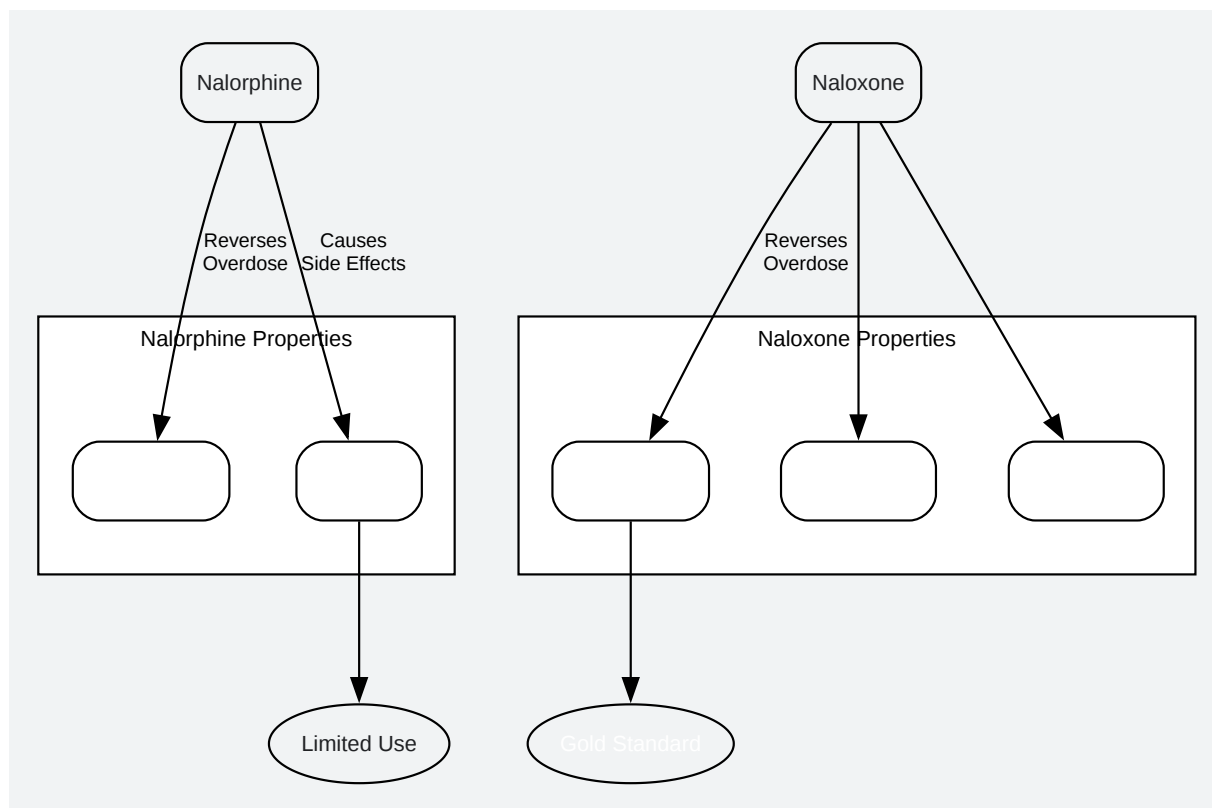 Nalorphine
Naloxone
Reverses
Overdose
Causes
Side Effects
Reverses
Overdose
Nalorphine Properties
Naloxone Properties
Limited Use
Gold Standard